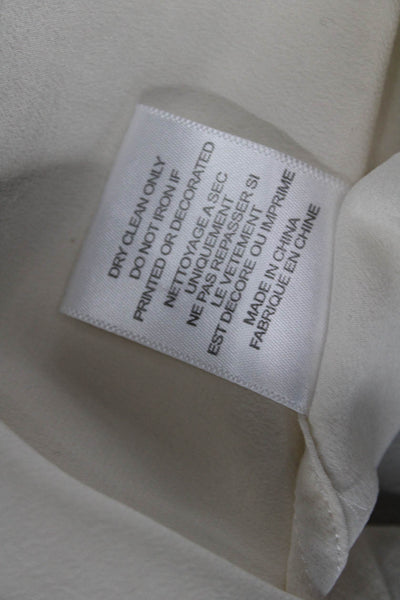 DRY CLEAN ONLY
DO NOT IRON IF
PRINTED OR DECORATED
NETTOYAGE A SEC
UNIQUEMENT
NE PAS REPASSER SI
LE VETEMENT
EST DECORE OU IMPRIME
MADE IN CHINA
FABRIQUE EN CHINE